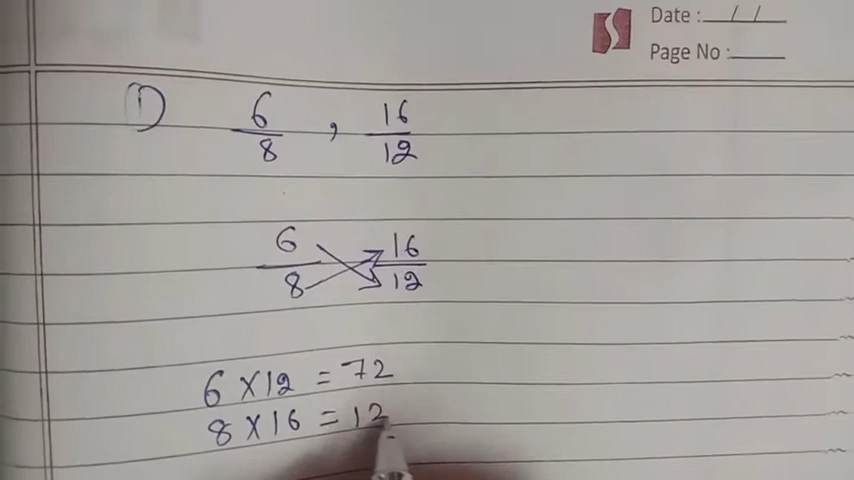 Date : / /
Page No :
1) 6/8 , 16/12
6/8 16/12
6 × 12 = 72
8 × 16 = 12